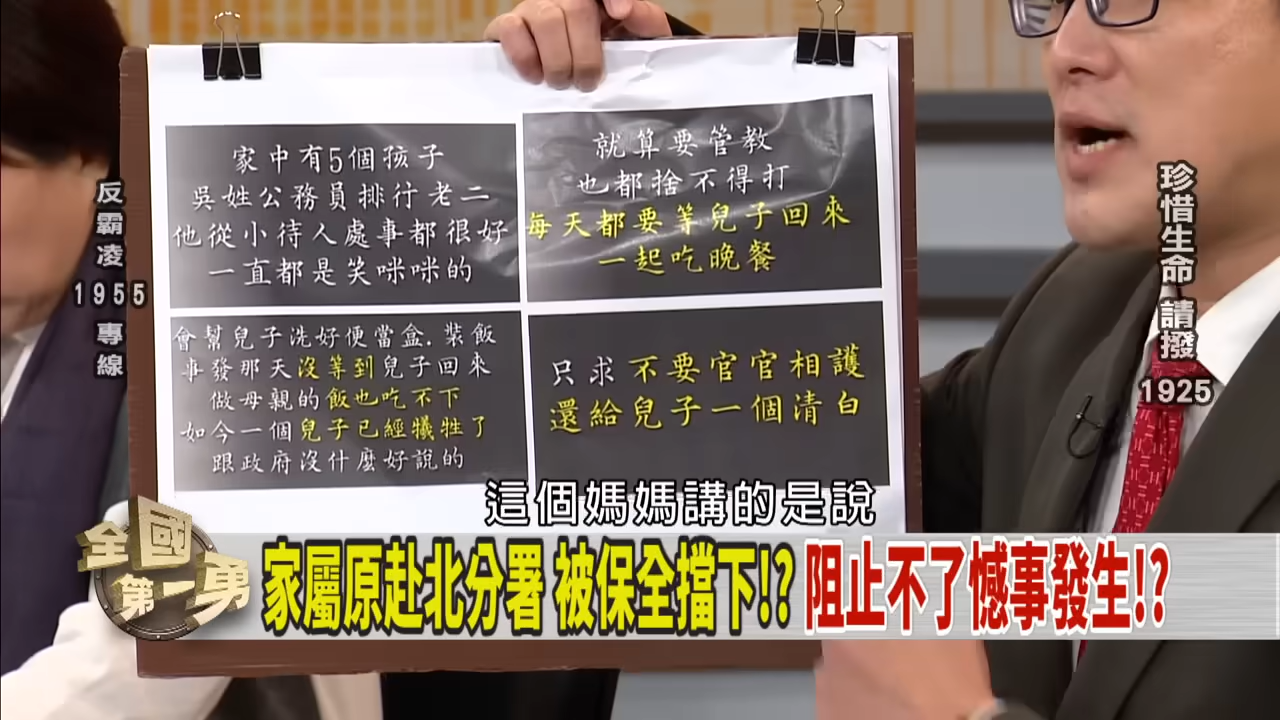 家中有5個孩子
吳姓公務員排行老二
他從小待人處事都很好
一直都是笑咪咪的
就算要管教
也都捨不得打
每天都要等兒子回來
一起吃晚餐
會幫兒子洗好便當盒.裝飯
事發那天沒等到兒子回來
做母親的飯也吃不下
如今一個兒子已經犧牲了
跟政府沒什麼好說的
只求不要官官相護
還給兒子一個清白
反霸凌1955專線
珍惜生命 請撥1925
這個媽媽講的是說
全國第一勇
家屬原赴北分署 被保全擋下!? 阻止不了憾事發生!?